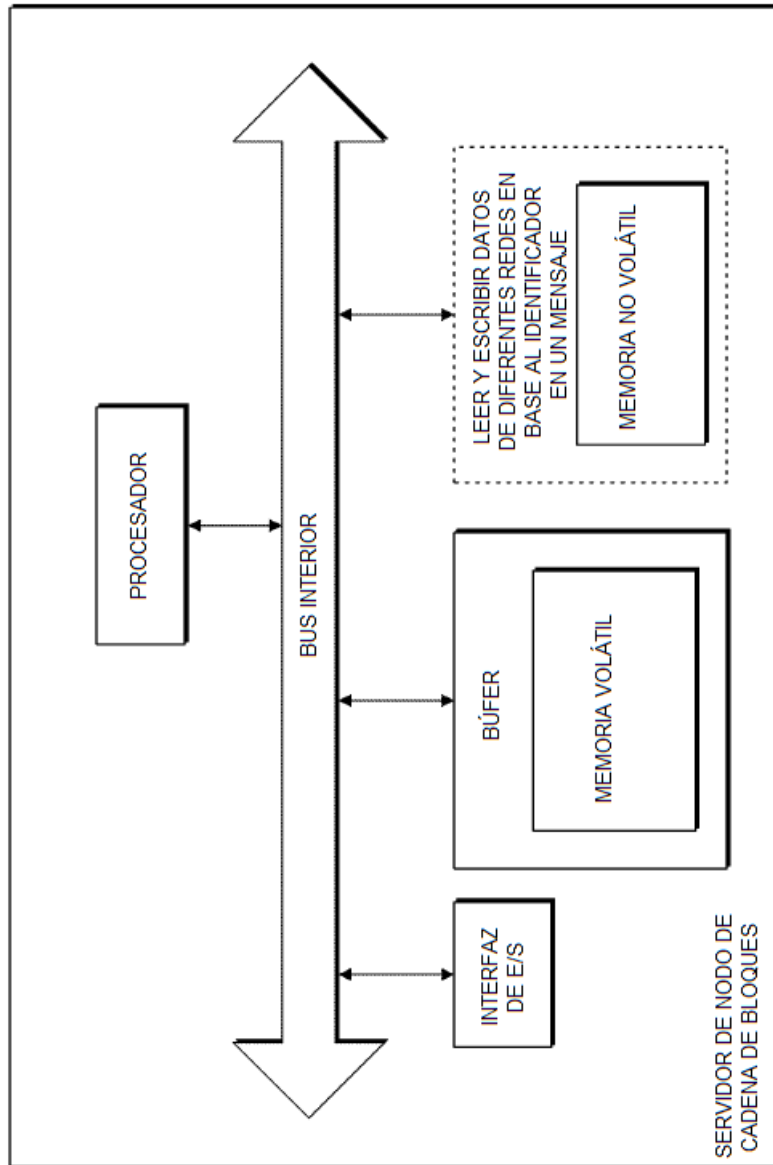 PROCESADOR
BUS INTERIOR
INTERFAZ
DE E/S
BÚFER
MEMORIA VOLÁTIL
LEER Y ESCRIBIR DATOS
DE DIFERENTES REDES EN
BASE AL IDENTIFICADOR
EN UN MENSAJE
MEMORIA NO VOLÁTIL
SERVIDOR DE NODO DE
CADENA DE BLOQUES